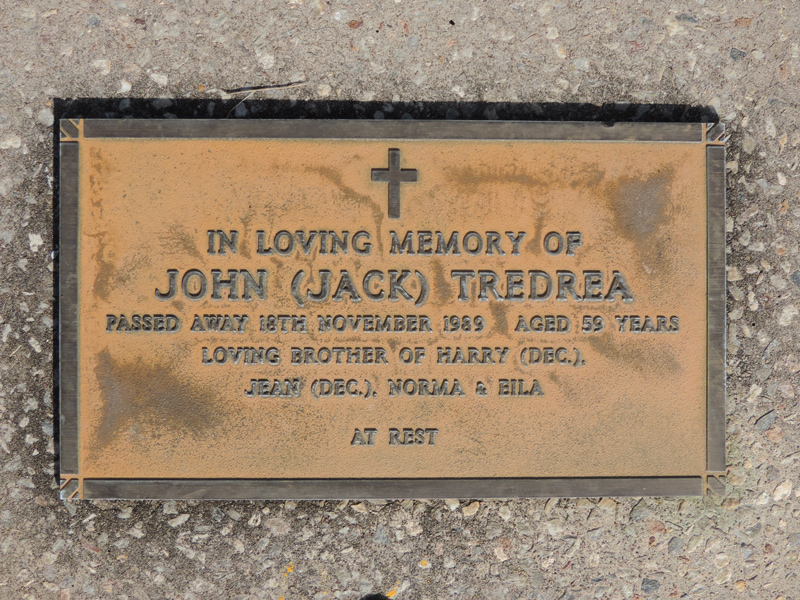 IN LOVING MEMORY OF
JOHN (JACK) TREDREA
PASSED AWAY 18TH NOVEMBER 1989 AGED 59 YEARS
LOVING BROTHER OF HARRY (DEC.),
JEAN (DEC.), NORMA & EILA
AT REST